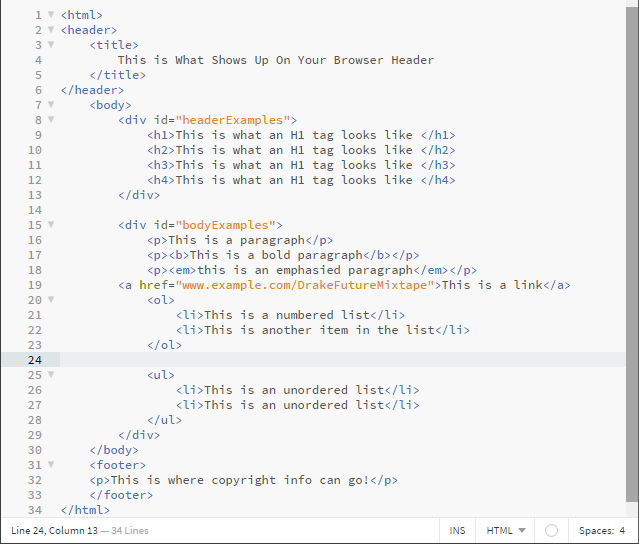 1 <html>
2 <header>
3     <title>
4         This is What Shows Up On Your Browser Header
5     </title>
6 </header>
7     <body>
8         <div id="headerExamples">
9             <h1>This is what an H1 tag looks like </h1>
10             <h2>This is what an H1 tag looks like </h2>
11             <h3>This is what an H1 tag looks like </h3>
12             <h4>This is what an H1 tag looks like </h4>
13         </div>
14
15         <div id="bodyExamples">
16             <p>This is a paragraph</p>
17             <p><b>This is a bold paragraph</b></p>
18             <p><em>this is an emphasied paragraph</em></p>
19         <a href="www.example.com/DrakeFutureMixtape">This is a link</a>
20             <ol>
21                 <li>This is a numbered list</li>
22                 <li>This is another item in the list</li>
23             </ol>
24
25             <ul>
26                 <li>This is an unordered list</li>
27                 <li>This is an unordered list</li>
28             </ul>
29         </div>
30     </body>
31     <footer>
32     <p>This is where copyright info can go!</p>
33     </footer>
34 </html>
Line 24, Column 13 — 34 Lines INS HTML Spaces: 4